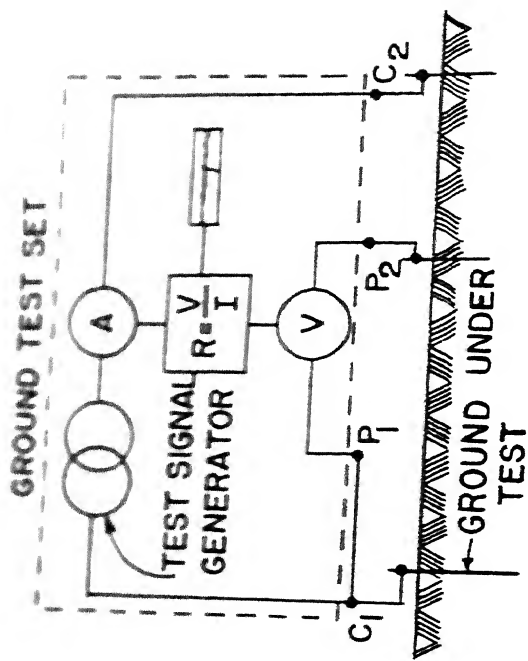 GROUND TEST SET
A
R=V/I
TEST SIGNAL
GENERATOR
V
C2
P2
P1
C1
GROUND UNDER
TEST